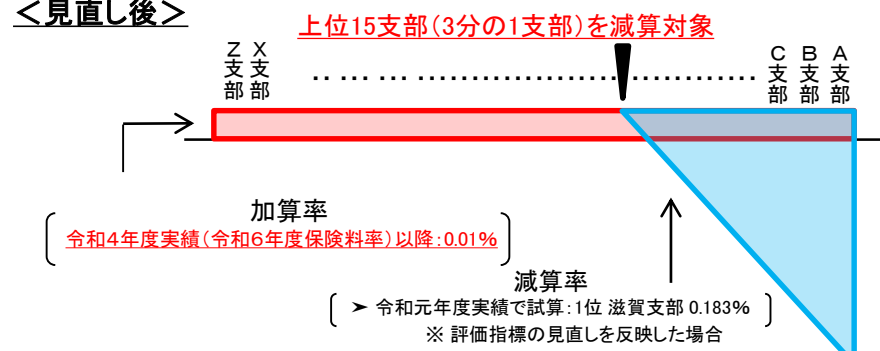 ＜見直し後＞
上位15支部(3分の1支部)を減算対象
Z支部
X支部
‥ … … ……………………………………
C支部
B支部
A支部
加算率
令和４年度実績(令和６年度保険料率)以降：0.01％
減算率
➤ 令和元年度実績で試算：1位 滋賀支部 0.183％
※ 評価指標の見直しを反映した場合